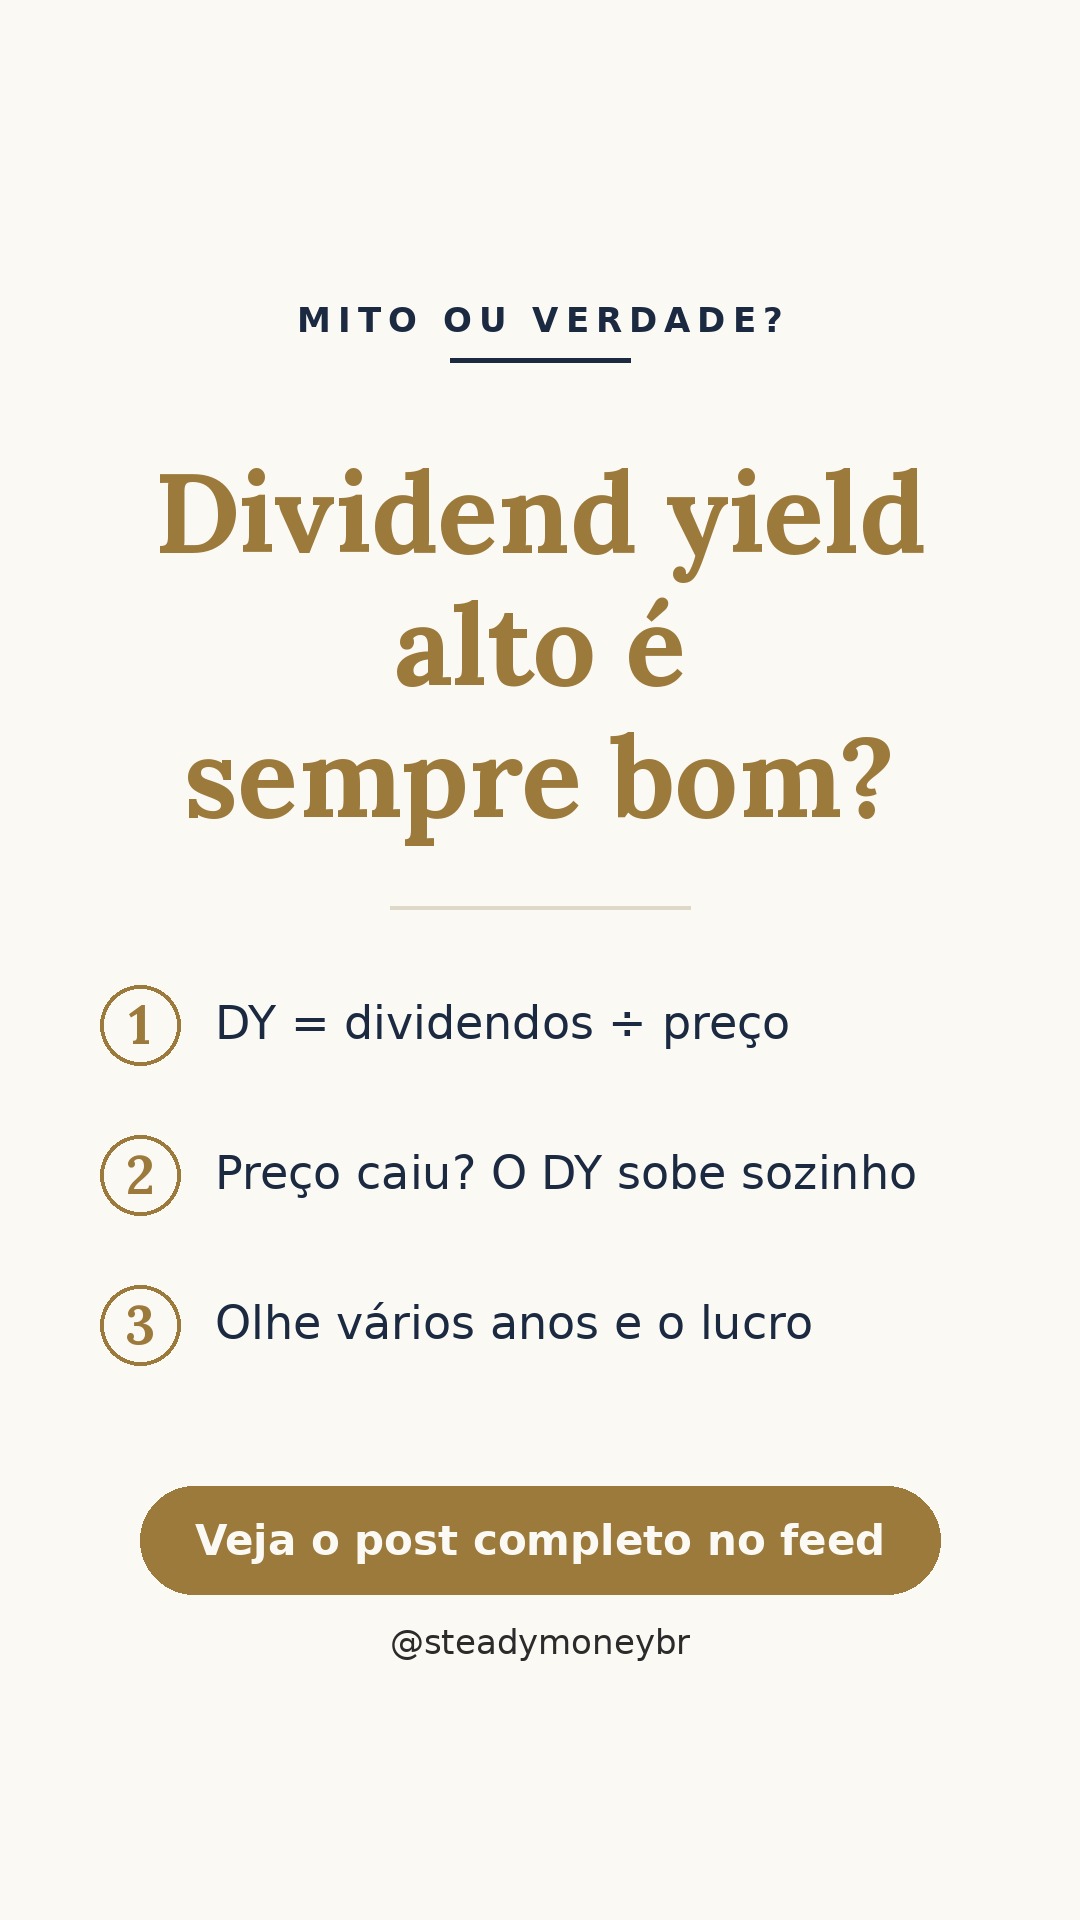 MITO OU VERDADE?
Dividend yield
alto é
sempre bom?
1 DY = dividendos ÷ preço
2 Preço caiu? O DY sobe sozinho
3 Olhe vários anos e o lucro
Veja o post completo no feed
@steadymoneybr